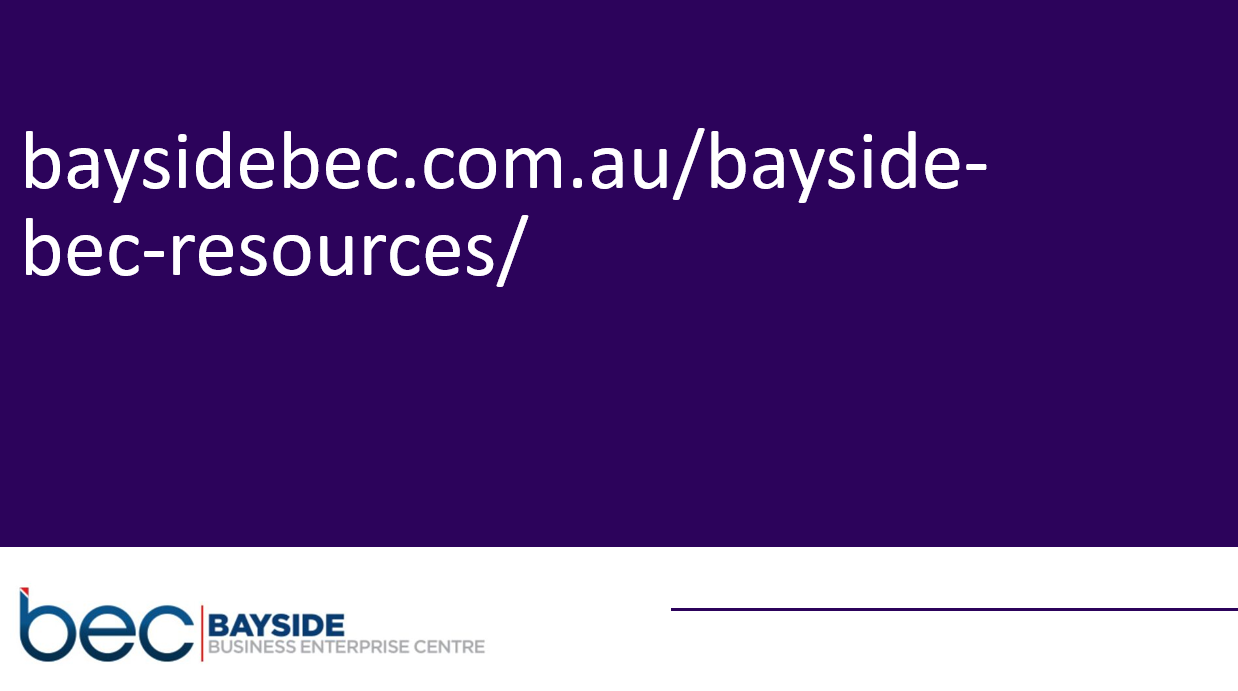 baysidebec.com.au/bayside-
bec-resources/
bec BAYSIDE
BUSINESS ENTERPRISE CENTRE